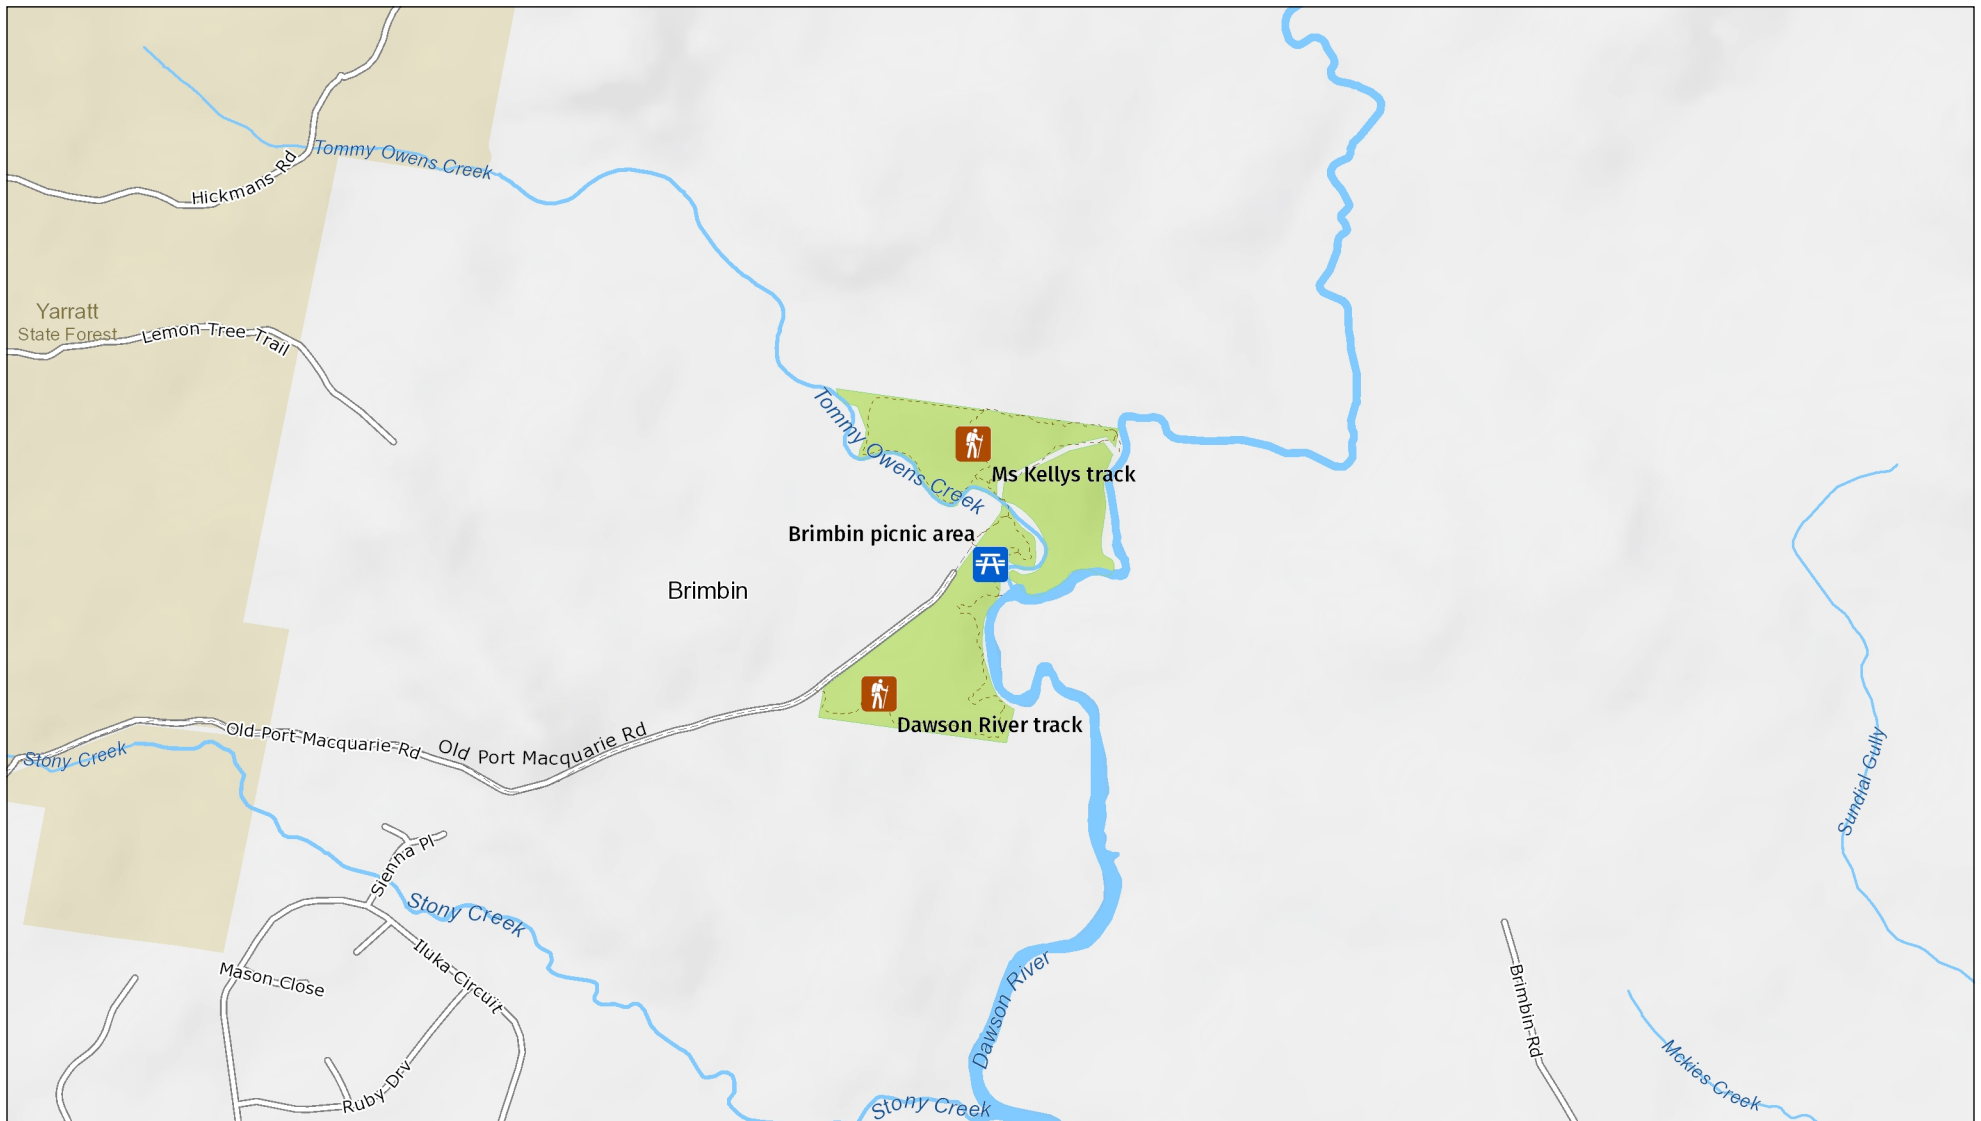 Tommy Owens Creek
Hickmans Rd
Yarratt
State Forest
Lemon Tree Trail
Tommy Owens Creek
Ms Kellys track
Brimbin picnic area
Brimbin
Dawson River track
Old Port Macquarie Rd
Old Port Macquarie Rd
Stony Creek
Sundial Gully
Sienna Pl
Stony Creek
Iluka Circuit
Mason Close
Dawson River
Brimbin Rd
Mckies Creek
Ruby Drv
Stony Creek